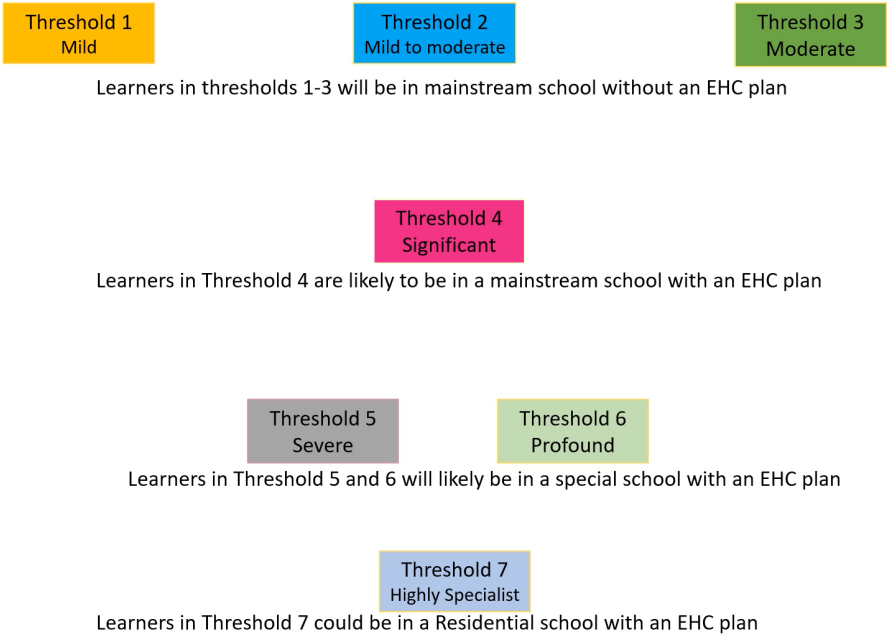 Threshold 1
Mild
Threshold 2
Mild to moderate
Threshold 3
Moderate
Learners in thresholds 1-3 will be in mainstream school without an EHC plan
Threshold 4
Significant
Learners in Threshold 4 are likely to be in a mainstream school with an EHC plan
Threshold 5
Severe
Threshold 6
Profound
Learners in Threshold 5 and 6 will likely be in a special school with an EHC plan
Threshold 7
Highly Specialist
Learners in Threshold 7 could be in a Residential school with an EHC plan